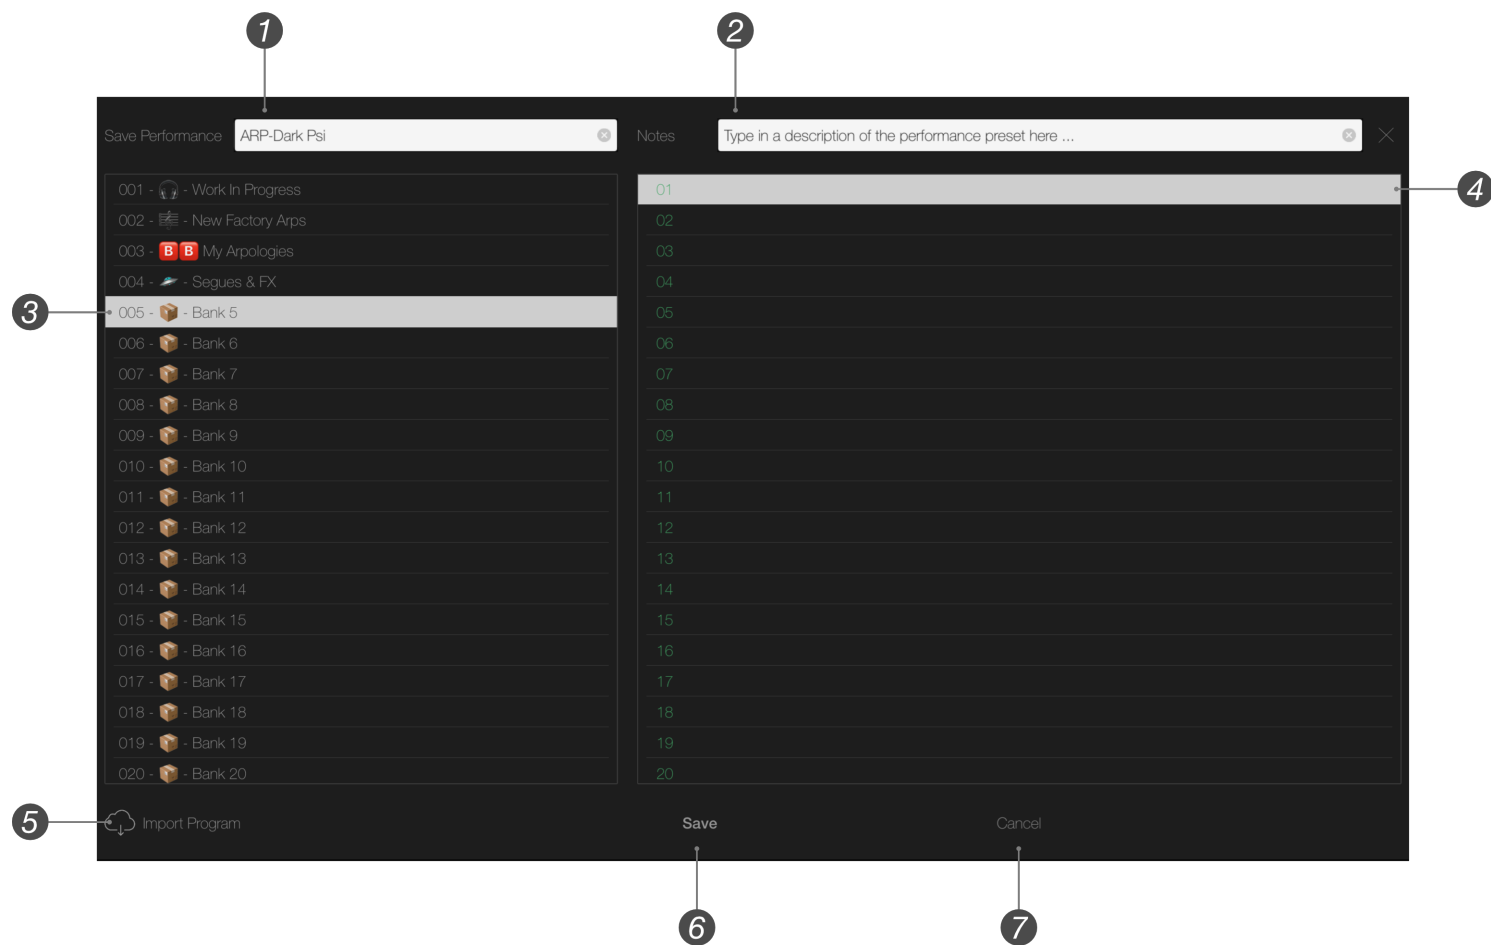 1 2
Save Performance ARP-Dark Psi Notes Type in a description of the performance preset here ...
001 - 🎧 - Work In Progress 01 4
002 - 🎼 - New Factory Arps 02
003 - 🅱️🅱️ My Arpologies 03
004 - 🛸 - Segues & FX 04
3 005 - 📦 - Bank 5 05
006 - 📦 - Bank 6 06
007 - 📦 - Bank 7 07
008 - 📦 - Bank 8 08
009 - 📦 - Bank 9 09
010 - 📦 - Bank 10 10
011 - 📦 - Bank 11 11
012 - 📦 - Bank 12 12
013 - 📦 - Bank 13 13
014 - 📦 - Bank 14 14
015 - 📦 - Bank 15 15
016 - 📦 - Bank 16 16
017 - 📦 - Bank 17 17
018 - 📦 - Bank 18 18
019 - 📦 - Bank 19 19
020 - 📦 - Bank 20 20
5 Import Program Save Cancel
6 7